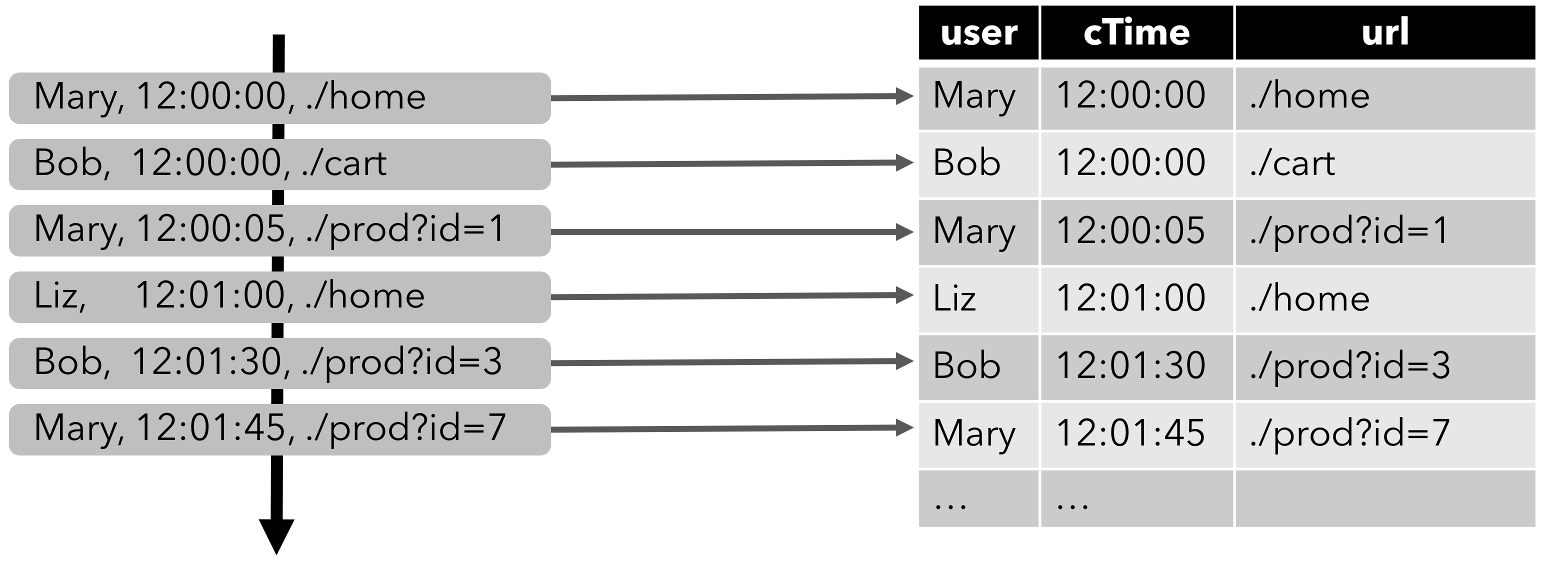 user cTime url
Mary, 12:00:00, ./home Mary 12:00:00 ./home
Bob, 12:00:00, ./cart Bob 12:00:00 ./cart
Mary, 12:00:05, ./prod?id=1 Mary 12:00:05 ./prod?id=1
Liz, 12:01:00, ./home Liz 12:01:00 ./home
Bob, 12:01:30, ./prod?id=3 Bob 12:01:30 ./prod?id=3
Mary, 12:01:45, ./prod?id=7 Mary 12:01:45 ./prod?id=7
... ...